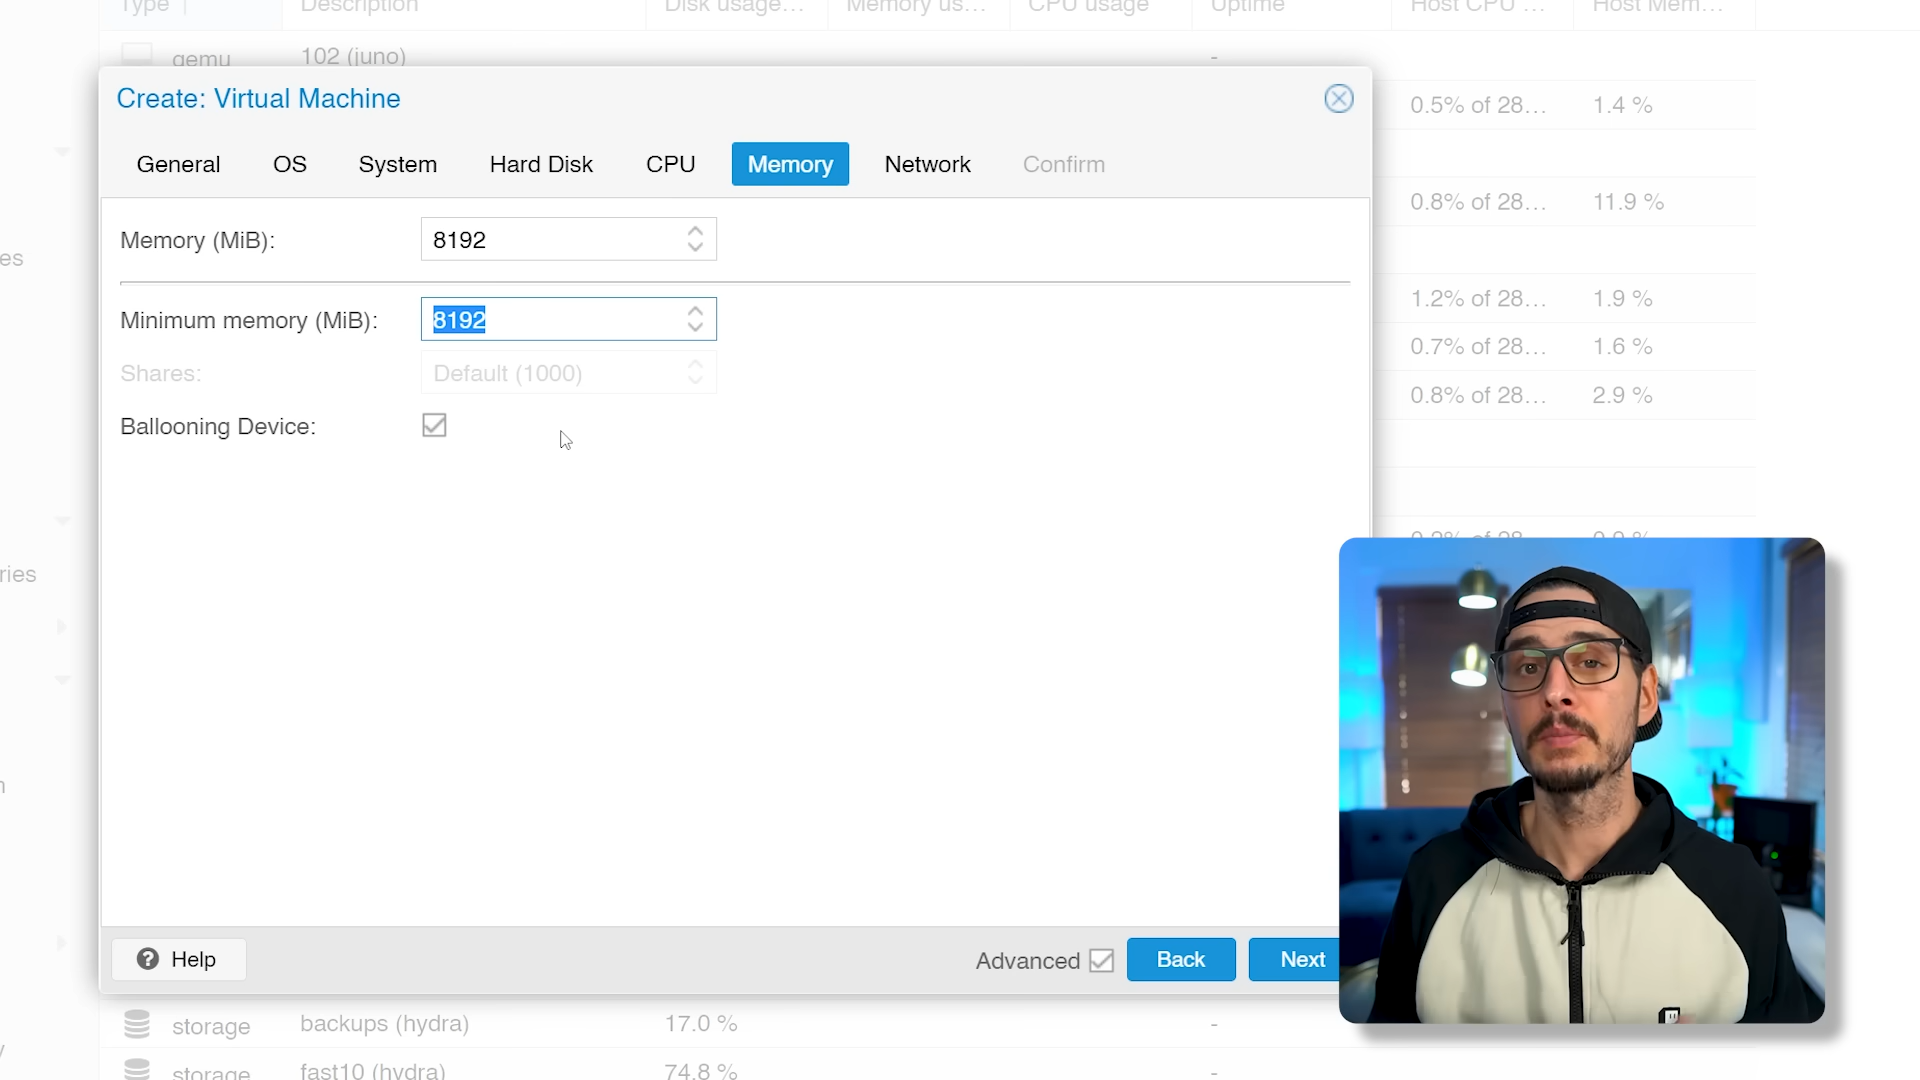 Type Description Disk usage... Memory us... CPU usage Uptime Host CPU ... Host Mem...
qemu 102 (juno) -
Create: Virtual Machine
0.5% of 28... 1.4 %
General OS System Hard Disk CPU Memory Network Confirm
0.8% of 28... 11.9 %
Memory (MiB): 8192
es
1.2% of 28... 1.9 %
Minimum memory (MiB): 8192
0.7% of 28... 1.6 %
Shares: Default (1000)
0.8% of 28... 2.9 %
Ballooning Device:
ries
Help Advanced Back Next
storage backups (hydra) 17.0 % -
storage fast10 (hydra) 74.8 % -